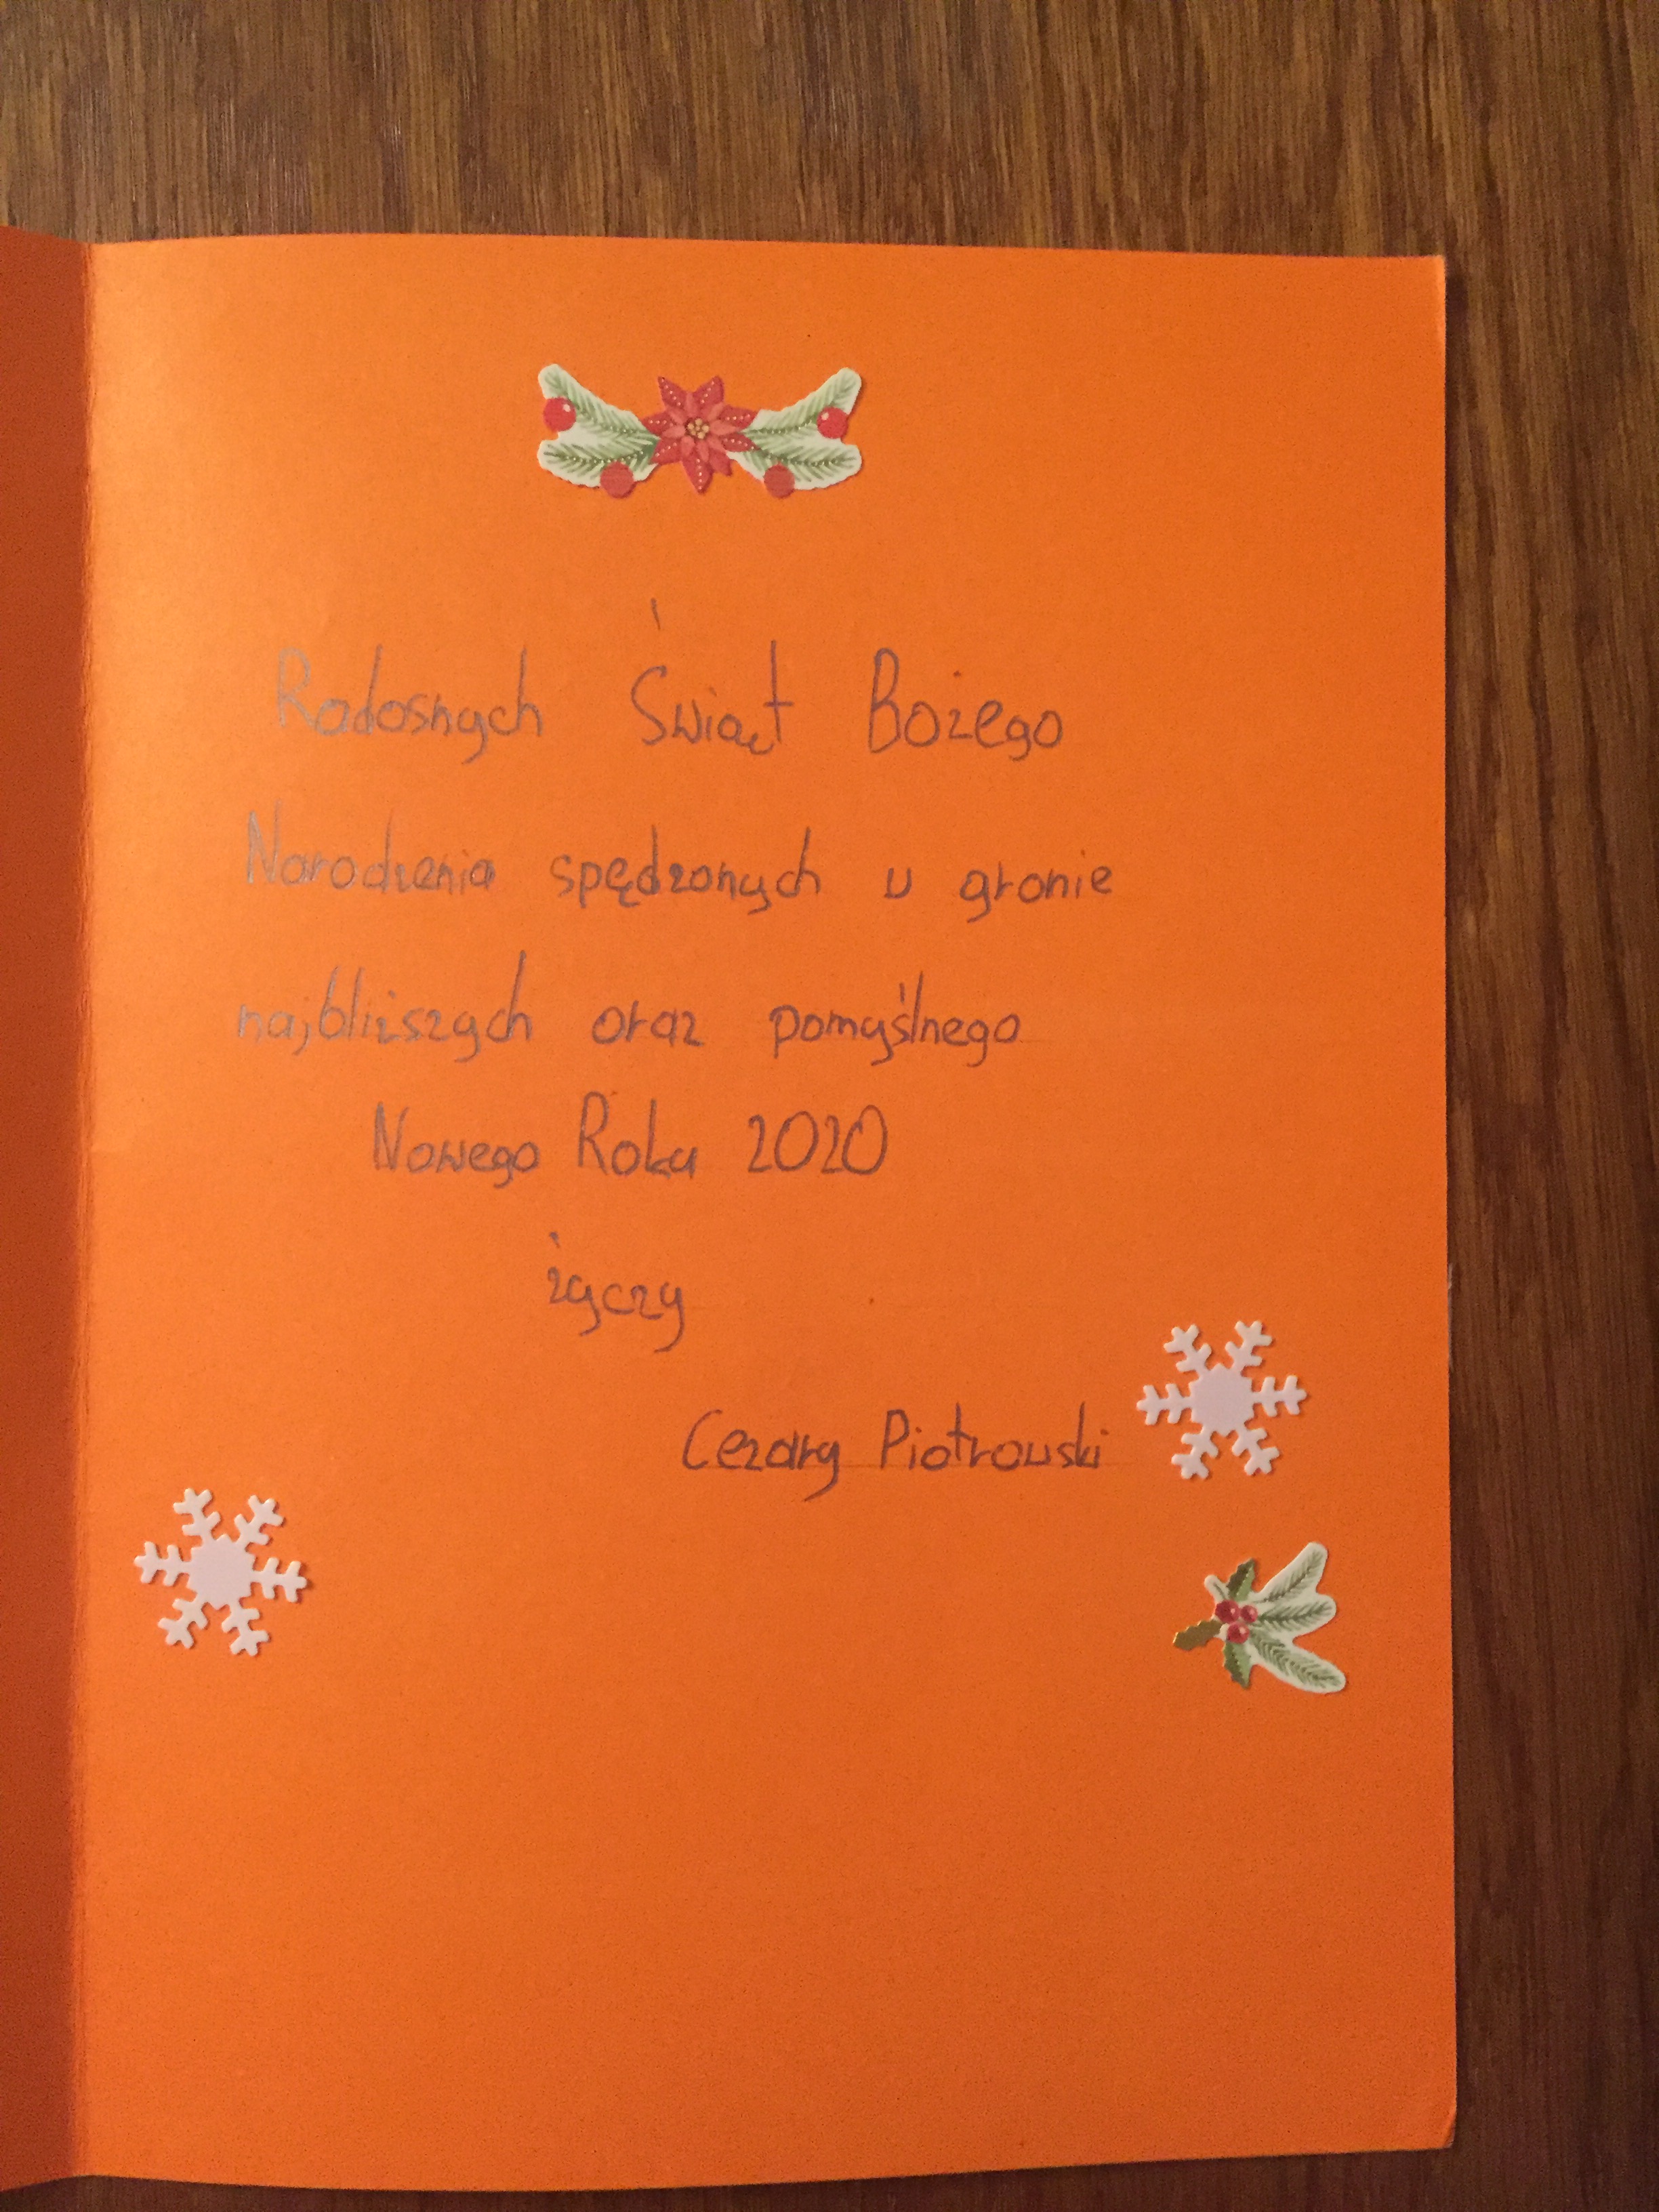 Radosnych Świąt Bożego
Narodzenia spędzonych w gronie
najbliższych oraz pomyślnego
Nowego Roku 2020
życzy
Cezary Piotrowski